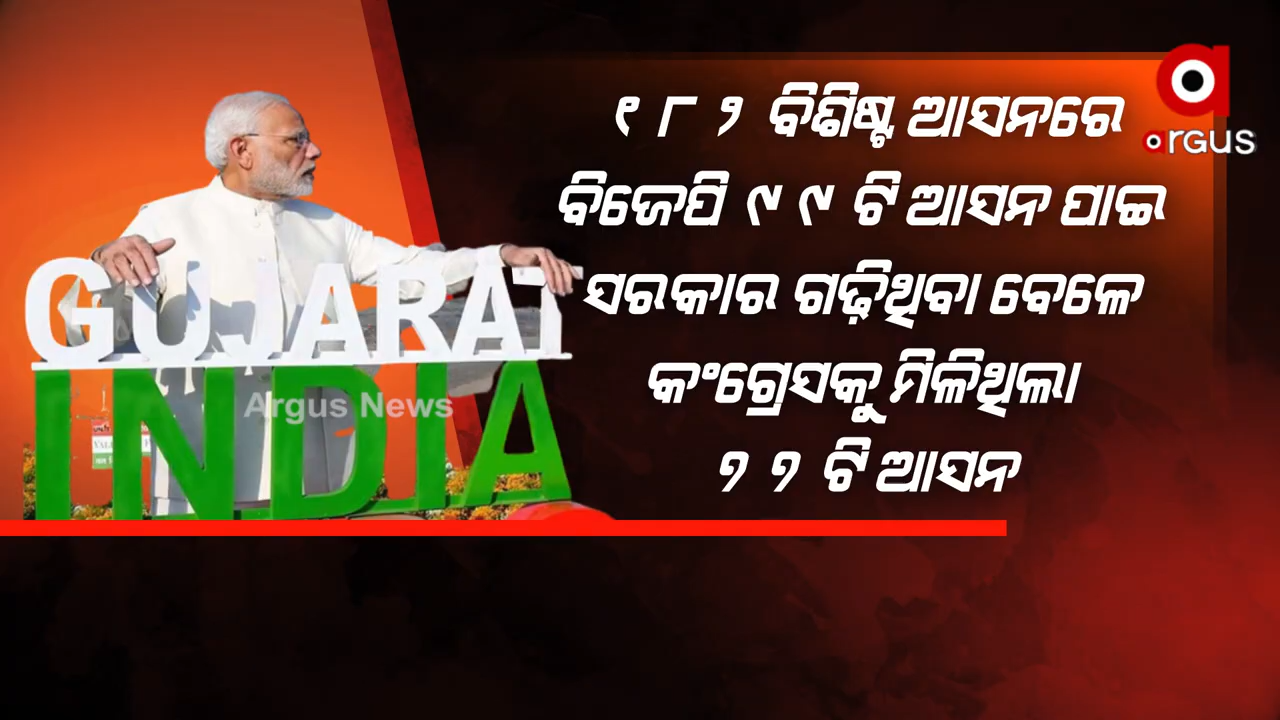 ୧ ୮ ୨ ବିଶିଷ୍ଟ ଆସନରେ
ବିଜେପି ୯ ୯ ଟି ଆସନ ପାଇ
ସରକାର ଗଢ଼ିଥିବା ବେଳେ
କଂଗ୍ରେସକୁ ମିଳିଥିଲା
୭ ୭ ଟି ଆସନ
argus
GUJARAT
INDIA
Argus News